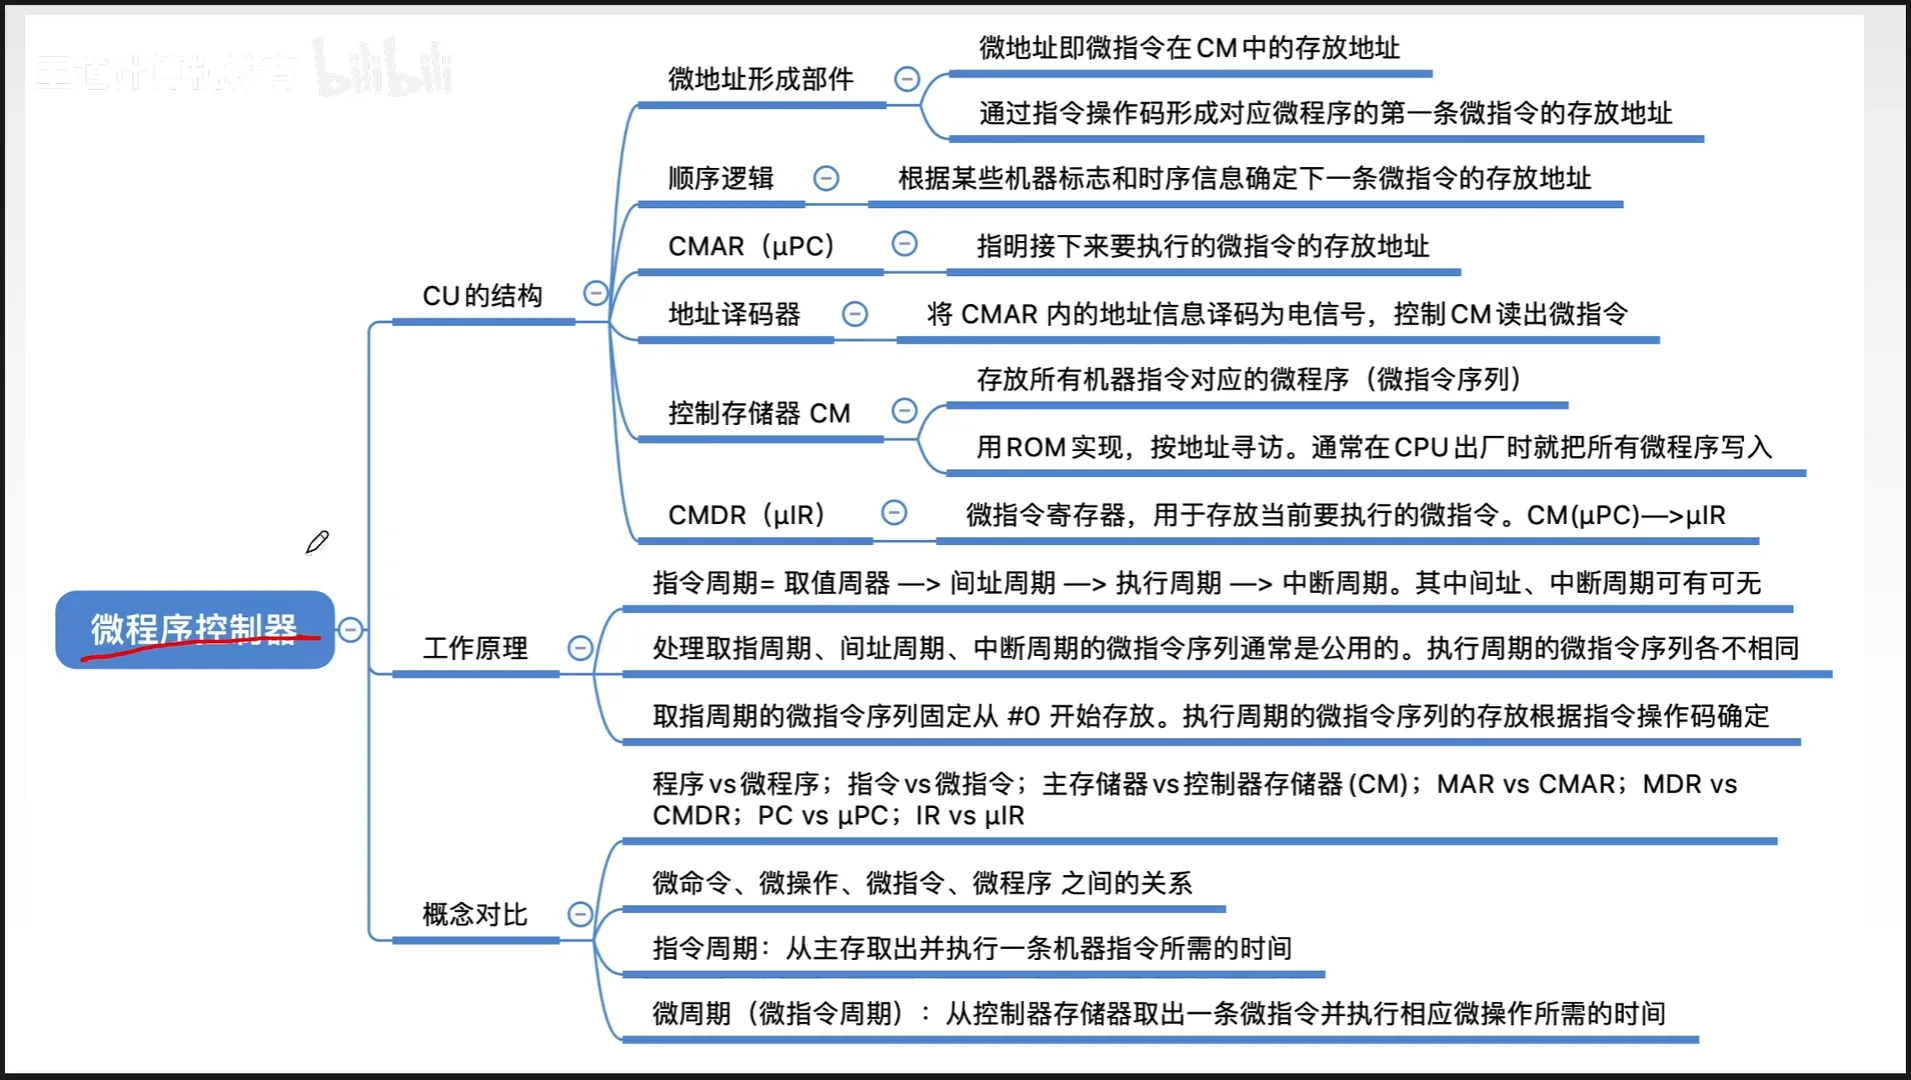 王道计算机教育 bilibili
微地址形成部件
微地址即微指令在CM中的存放地址
通过指令操作码形成对应微程序的第一条微指令的存放地址
顺序逻辑
根据某些机器标志和时序信息确定下一条微指令的存放地址
CMAR（μPC）
指明接下来要执行的微指令的存放地址
CU的结构
地址译码器
将 CMAR 内的地址信息译码为电信号，控制CM读出微指令
控制存储器 CM
存放所有机器指令对应的微程序（微指令序列）
用ROM实现，按地址寻访。通常在CPU出厂时就把所有微程序写入
CMDR（μIR）
微指令寄存器，用于存放当前要执行的微指令。CM(μPC)—>μIR
微程序控制器
工作原理
指令周期= 取值周器 —> 间址周期 —> 执行周期 —> 中断周期。其中间址、中断周期可有可无
处理取指周期、间址周期、中断周期的微指令序列通常是公用的。执行周期的微指令序列各不相同
取指周期的微指令序列固定从 #0 开始存放。执行周期的微指令序列的存放根据指令操作码确定
概念对比
程序vs微程序；指令vs微指令；主存储器vs控制器存储器(CM)；MAR vs CMAR；MDR vs
CMDR；PC vs μPC；IR vs μIR
微命令、微操作、微指令、微程序 之间的关系
指令周期：从主存取出并执行一条机器指令所需的时间
微周期（微指令周期）：从控制器存储器取出一条微指令并执行相应微操作所需的时间